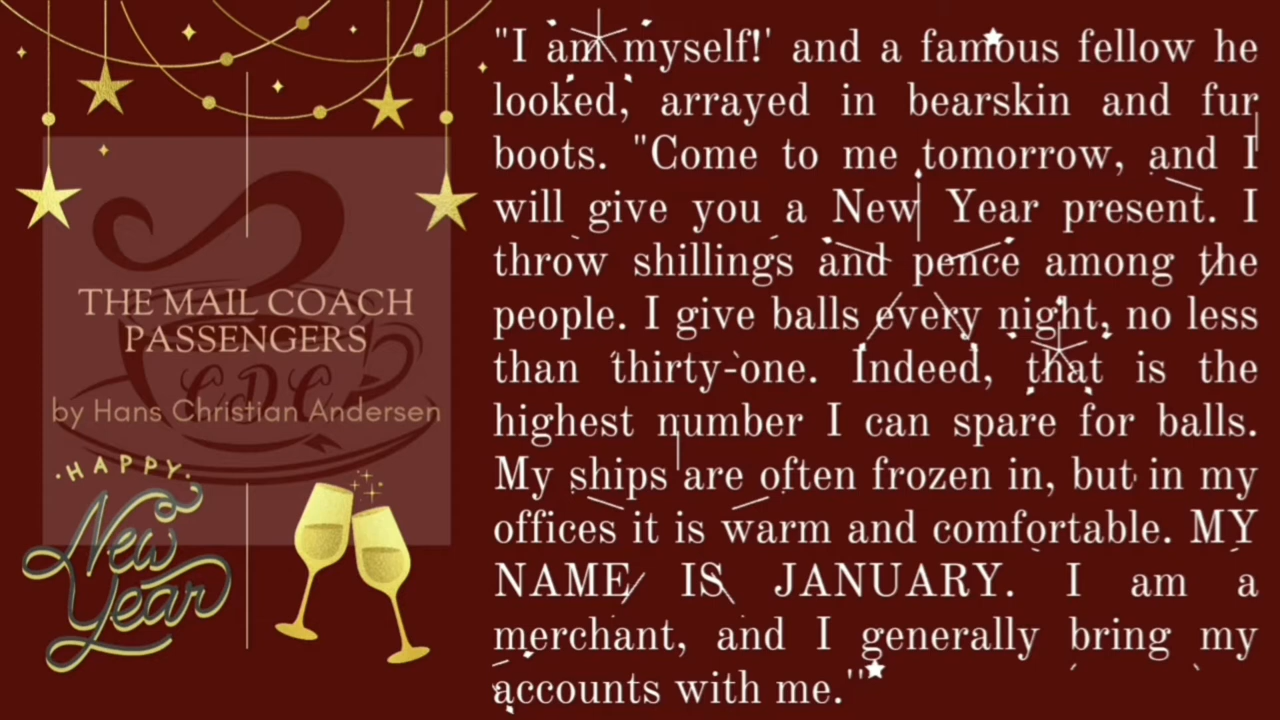 THE MAIL COACH
PASSENGERS
CDC
by Hans Christian Andersen
HAPPY
New
Year
"I am myself!' and a famous fellow he
looked, arrayed in bearskin and fur
boots. "Come to me tomorrow, and I
will give you a New Year present. I
throw shillings and pence among the
people. I give balls every night, no less
than thirty-one. Indeed, that is the
highest number I can spare for balls.
My ships are often frozen in, but in my
offices it is warm and comfortable. MY
NAME IS JANUARY. I am a
merchant, and I generally bring my
accounts with me.''